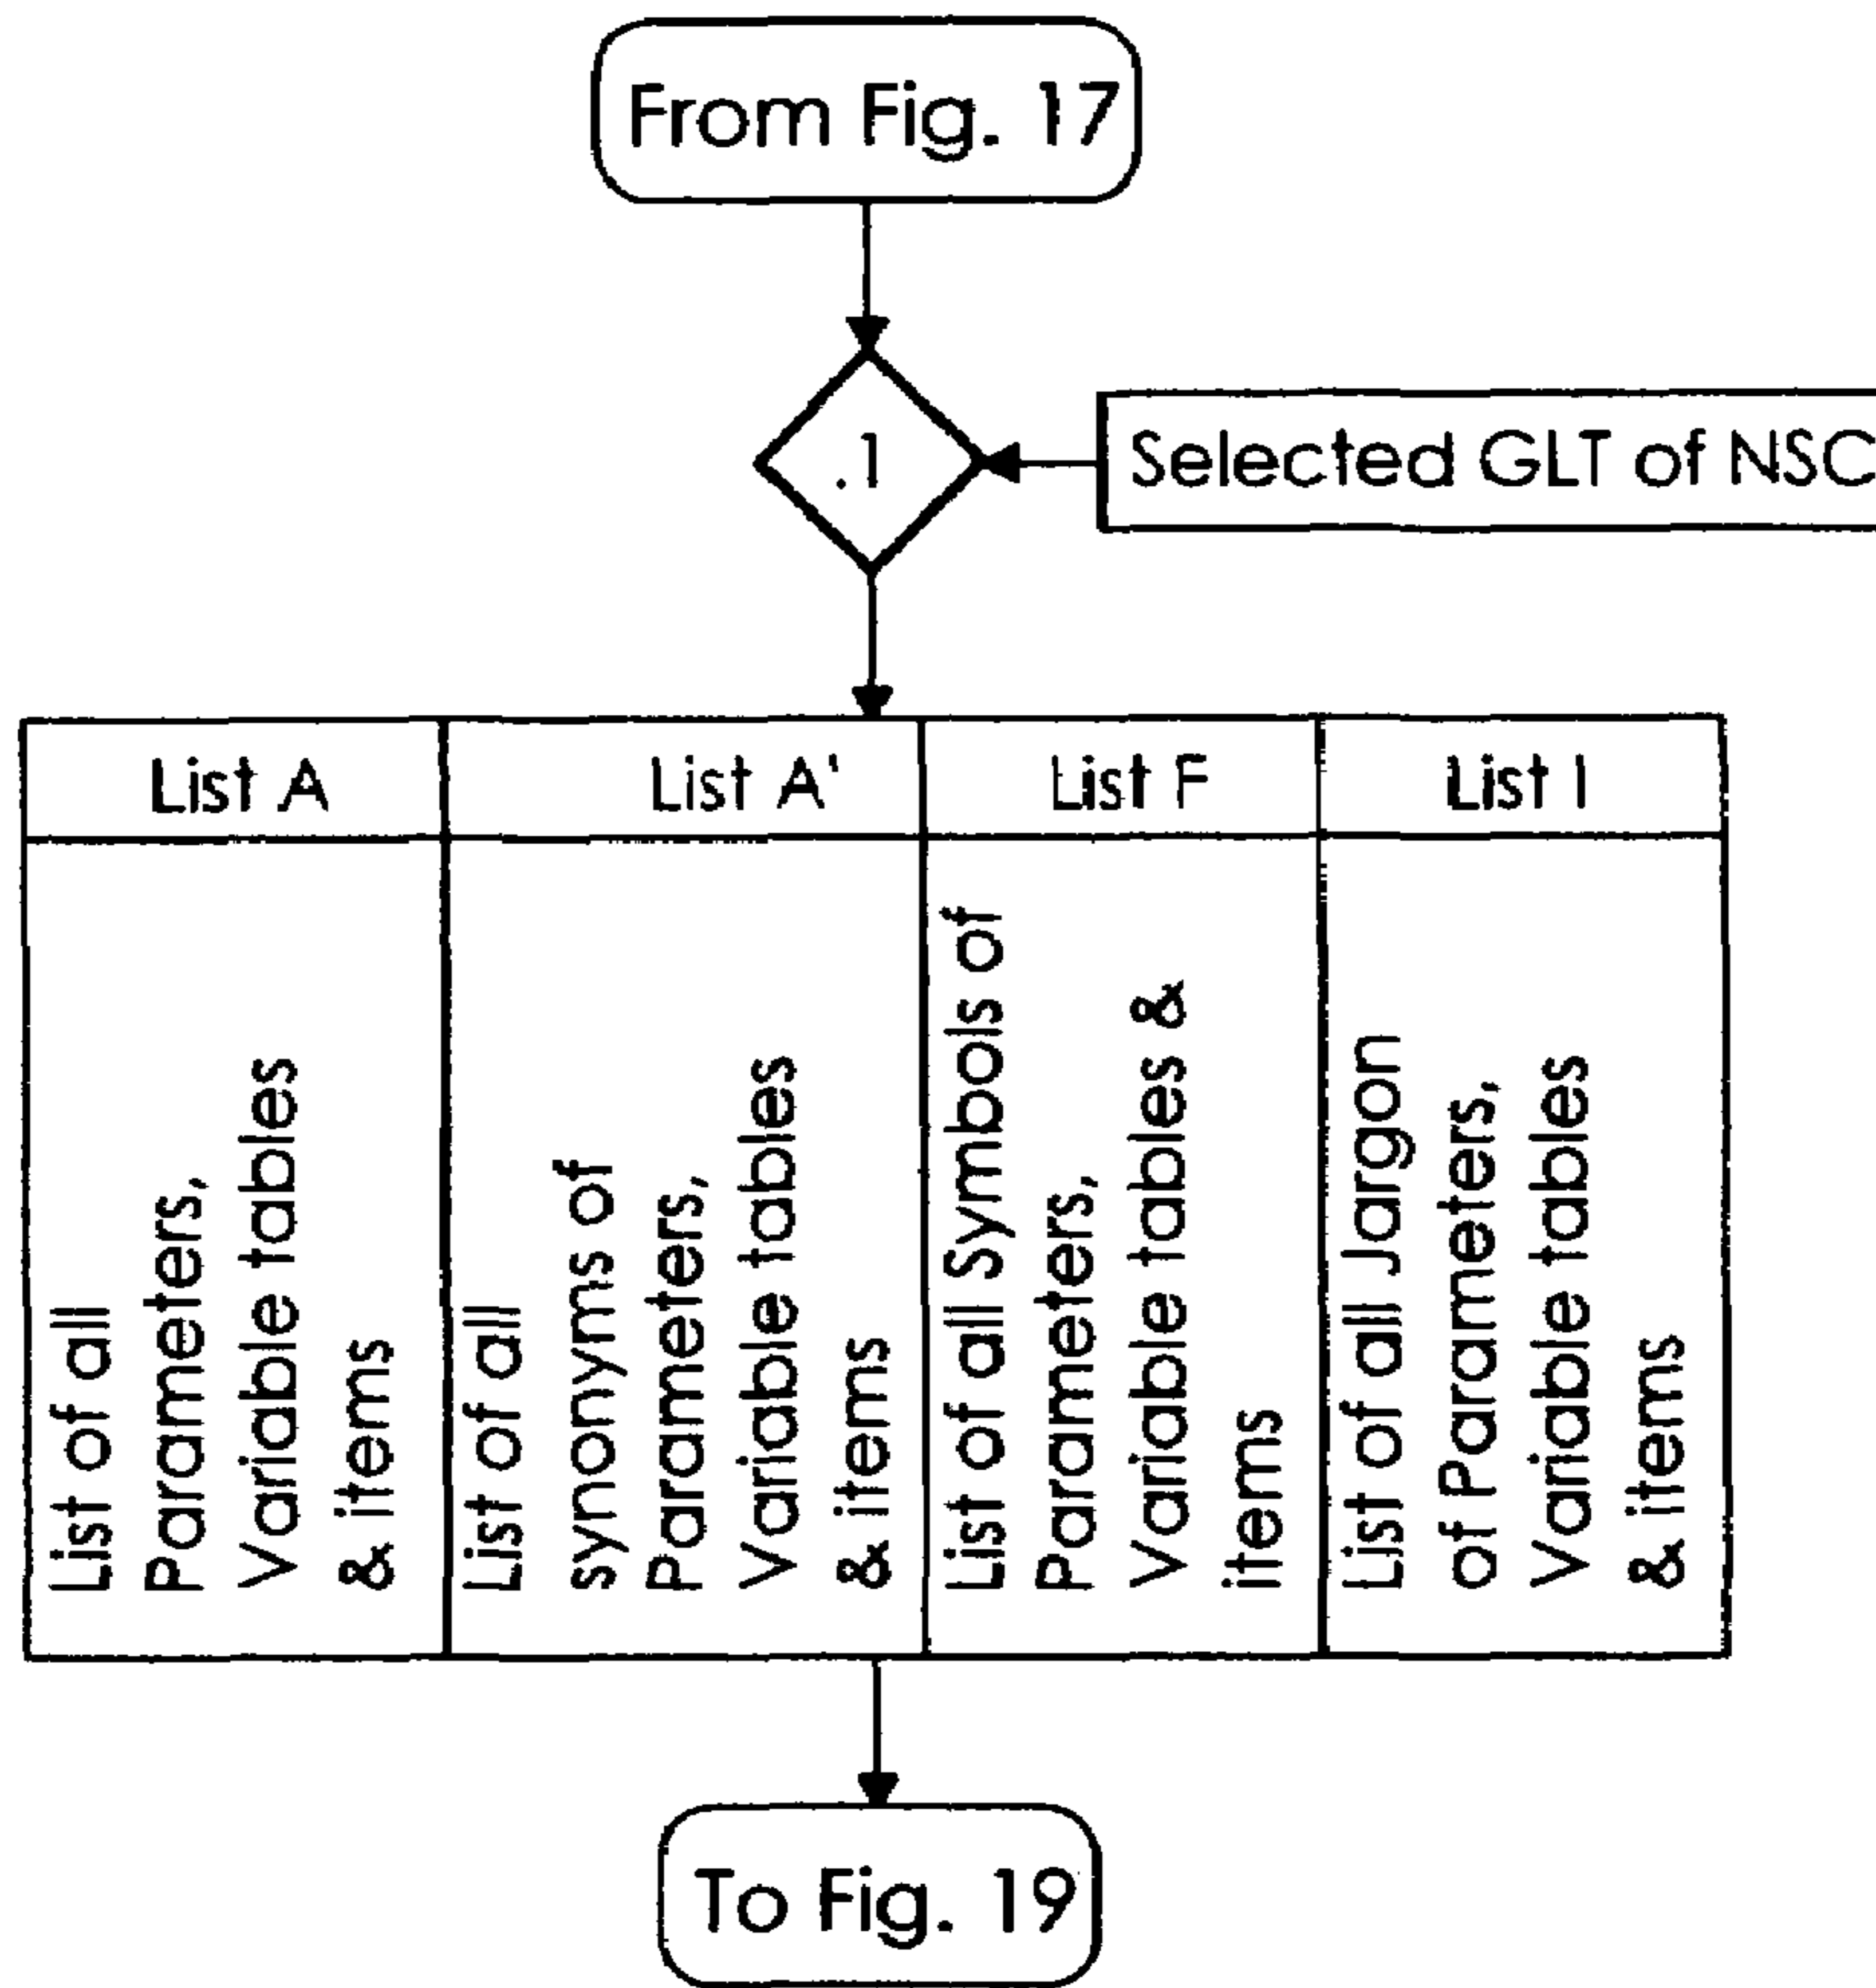 From Fig. 17
.1
Selected GLT of NSC
List A
List A'
List F
List I
List of all
Parameters,
Variable tables
& items
List of all
synonyms of
Parameters,
Variable tables
& items
List of all Symbols of
Parameters,
Variable tables &
items
List of all Jargon
of Parameters,
Variable tables
& items
To Fig. 19